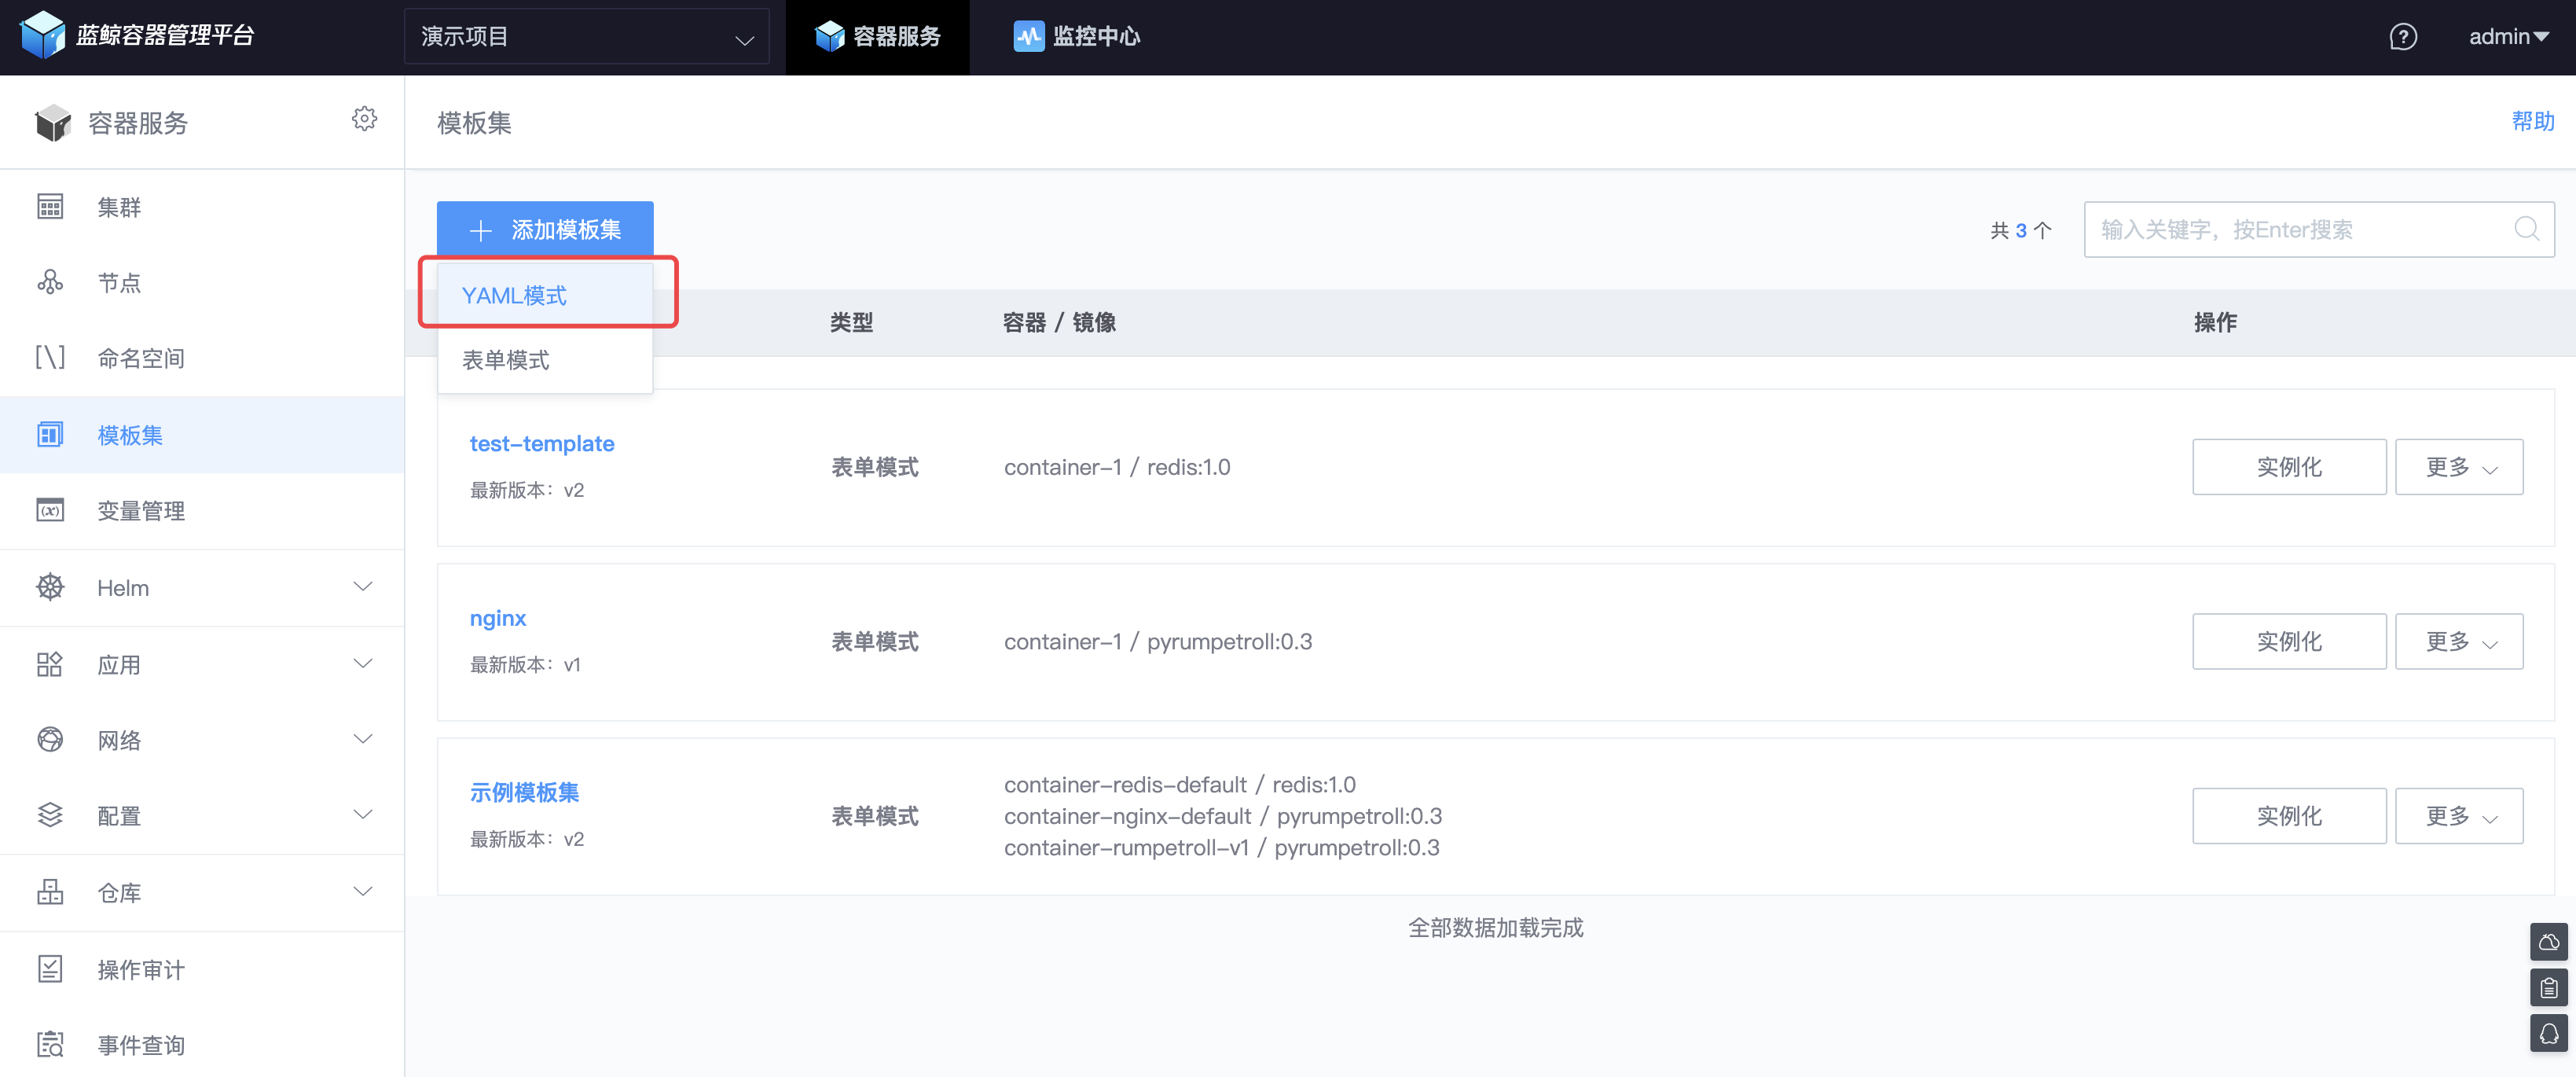 蓝鲸容器管理平台
演示项目
容器服务
监控中心
admin
容器服务
集群
节点
命名空间
模板集
变量管理
Helm
应用
网络
配置
仓库
操作审计
事件查询
模板集
帮助
添加模板集
共 3 个
输入关键字，按Enter搜索
YAML模式
表单模式
类型
容器 / 镜像
操作
test-template
最新版本：v2
表单模式
container-1 / redis:1.0
实例化
更多
nginx
最新版本：v1
表单模式
container-1 / pyrumpetroll:0.3
实例化
更多
示例模板集
最新版本：v2
表单模式
container-redis-default / redis:1.0
container-nginx-default / pyrumpetroll:0.3
container-rumpetroll-v1 / pyrumpetroll:0.3
实例化
更多
全部数据加载完成